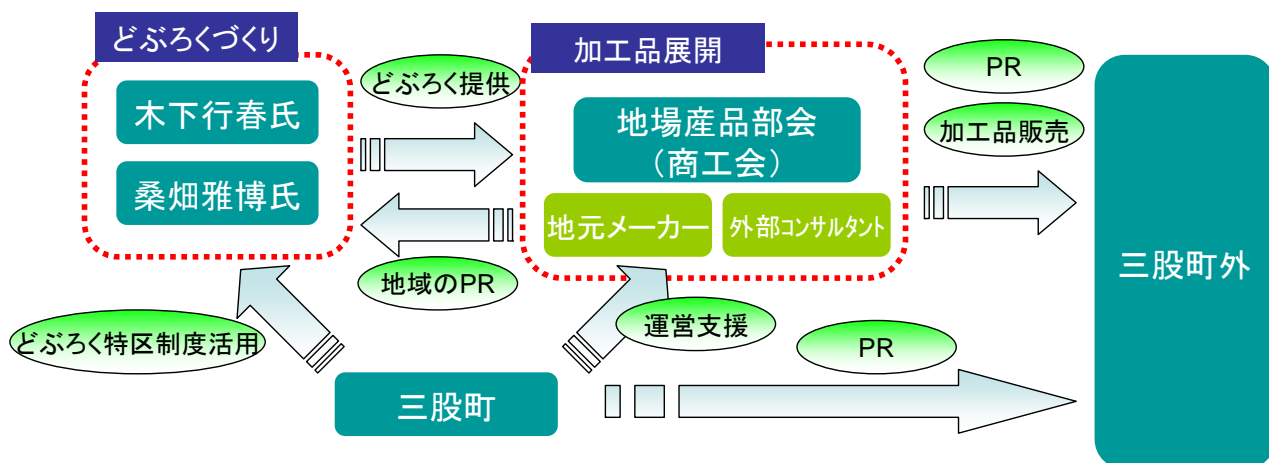 どぶろくづくり
木下行春氏
桑畑雅博氏
どぶろく提供
地域のPR
加工品展開
地場産品部会
（商工会）
地元メーカー
外部コンサルタント
PR
加工品販売
三股町外
どぶろく特区制度活用
運営支援
PR
三股町